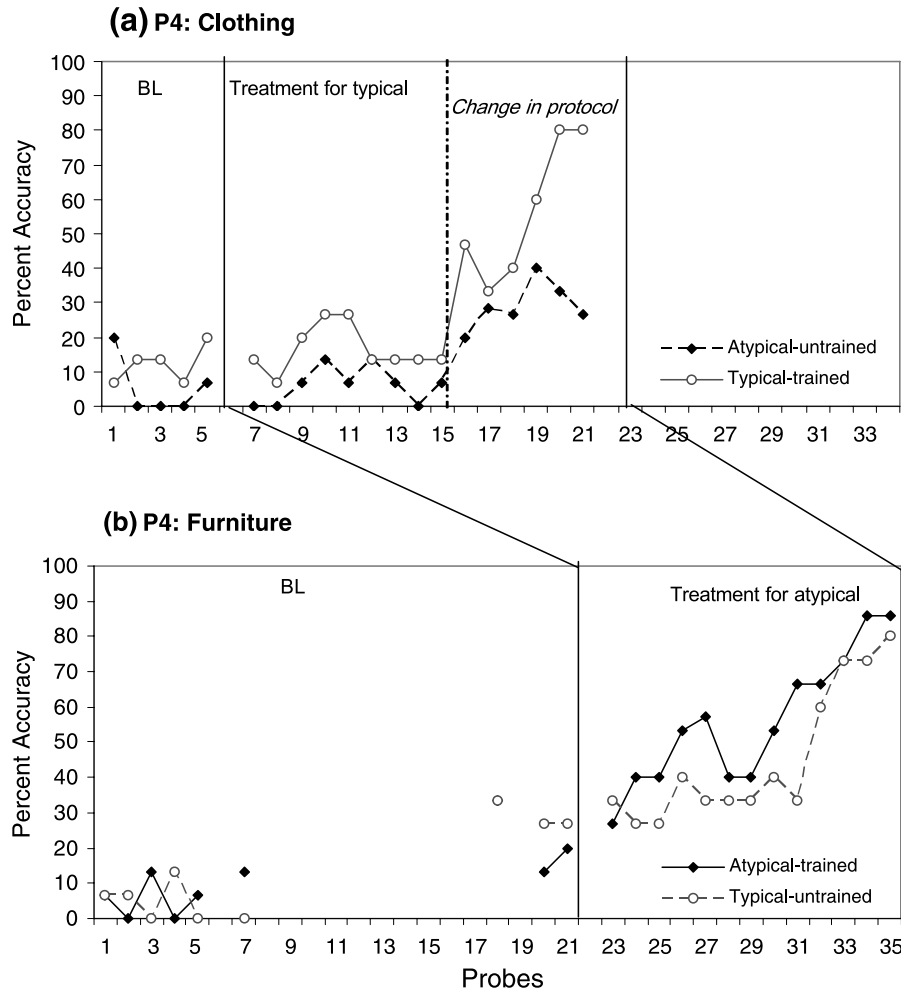 (a) P4: Clothing
100
90
80
70
60
50
40
30
20
10
0
Percent Accuracy
BL
Treatment for typical
Change in protocol
Atypical-untrained
Typical-trained
1 3 5 7 9 11 13 15 17 19 21 23 25 27 29 31 33
(b) P4: Furniture
100
90
80
70
60
50
40
30
20
10
0
Percent Accuracy
BL
Treatment for atypical
Atypical-trained
Typical-untrained
1 3 5 7 9 11 13 15 17 19 21 23 25 27 29 31 33 35
Probes